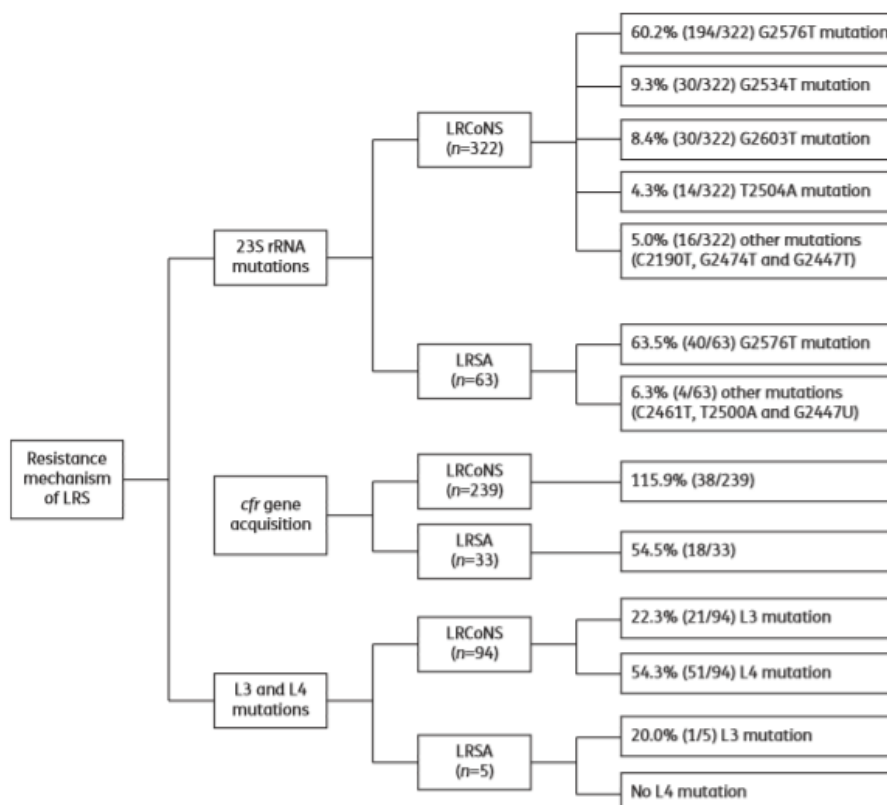 60.2% (194/322) G2576T mutation
9.3% (30/322) G2534T mutation
LRCoNS
(n=322)
8.4% (30/322) G2603T mutation
4.3% (14/322) T2504A mutation
23S rRNA
mutations
5.0% (16/322) other mutations
(C2190T, G2474T and G2447T)
LRSA
(n=63)
63.5% (40/63) G2576T mutation
6.3% (4/63) other mutations
(C2461T, T2500A and G2447U)
Resistance
mechanism
of LRS
cfr gene
acquisition
LRCoNS
(n=239)
115.9% (38/239)
LRSA
(n=33)
54.5% (18/33)
L3 and L4
mutations
LRCoNS
(n=94)
22.3% (21/94) L3 mutation
54.3% (51/94) L4 mutation
LRSA
(n=5)
20.0% (1/5) L3 mutation
No L4 mutation